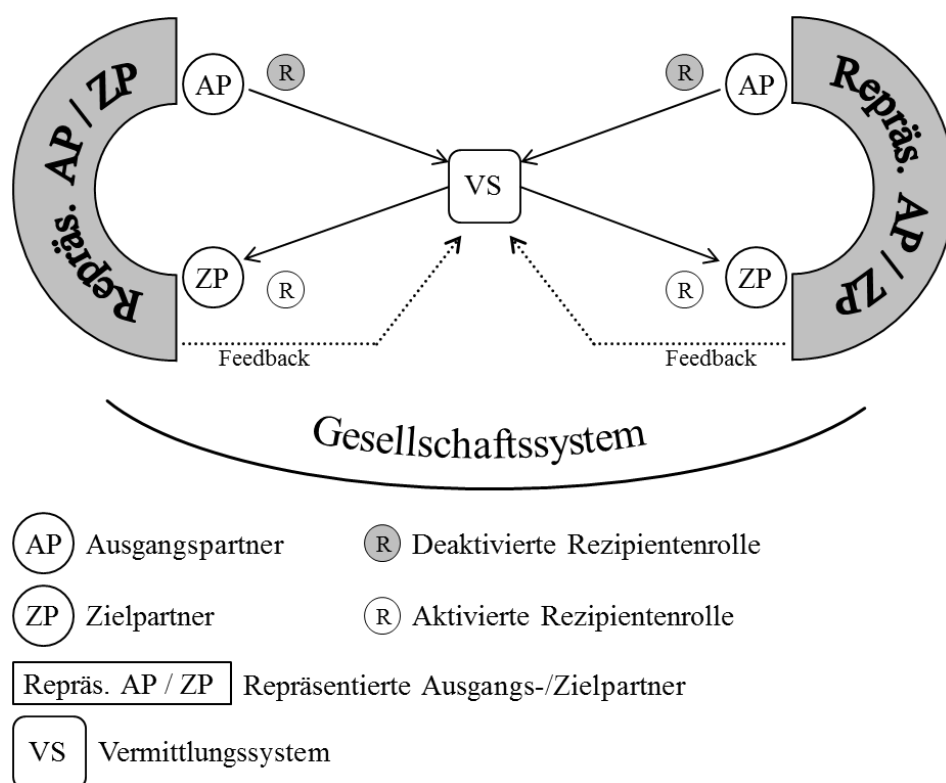 Repräs. AP / ZP
AP
R
R
AP
Repräs. AP / ZP
VS
ZP
R
R
ZP
Feedback
Feedback
Gesellschaftssystem
AP Ausgangspartner
R Deaktivierte Rezipientenrolle
ZP Zielpartner
R Aktivierte Rezipientenrolle
Repräs. AP / ZP Repräsentierte Ausgangs-/Zielpartner
VS Vermittlungssystem